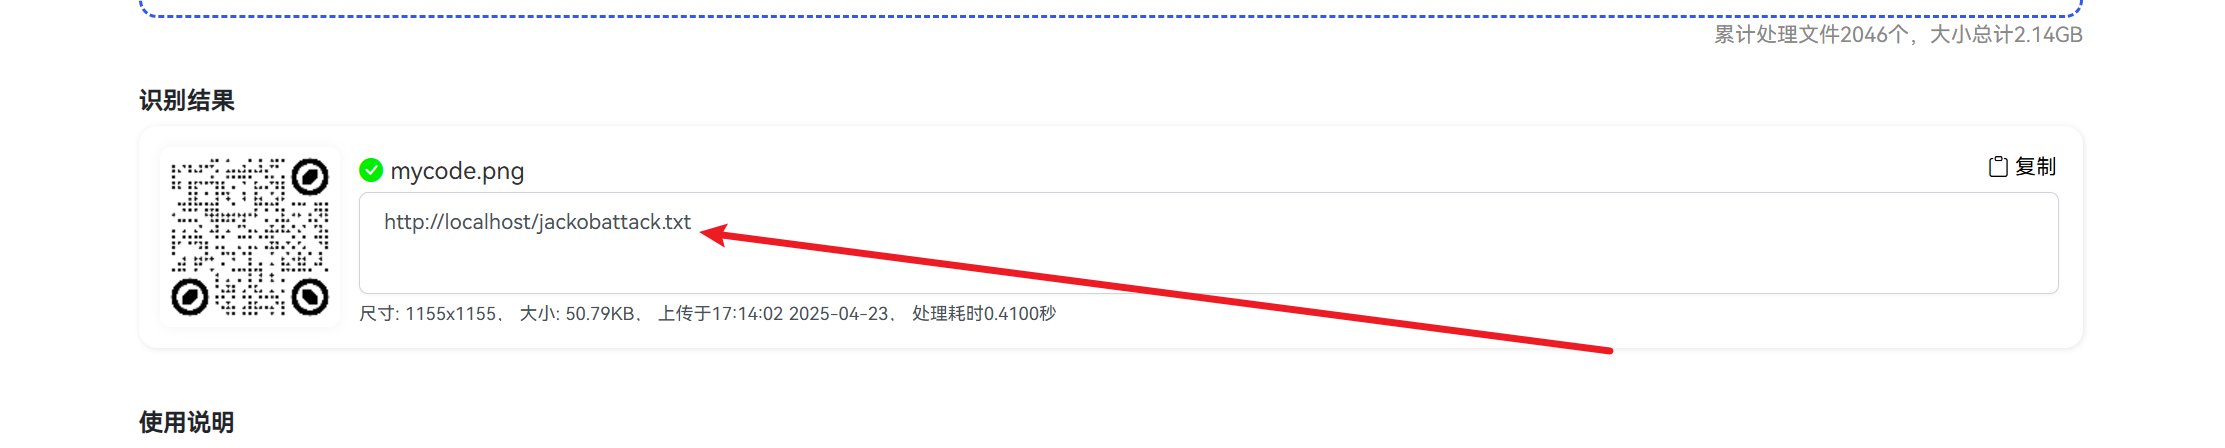 累计处理文件2046个，大小总计2.14GB
识别结果
mycode.png
复制
http://localhost/jackobattack.txt
尺寸: 1155x1155、 大小: 50.79KB、 上传于17:14:02 2025-04-23、 处理耗时0.4100秒
使用说明